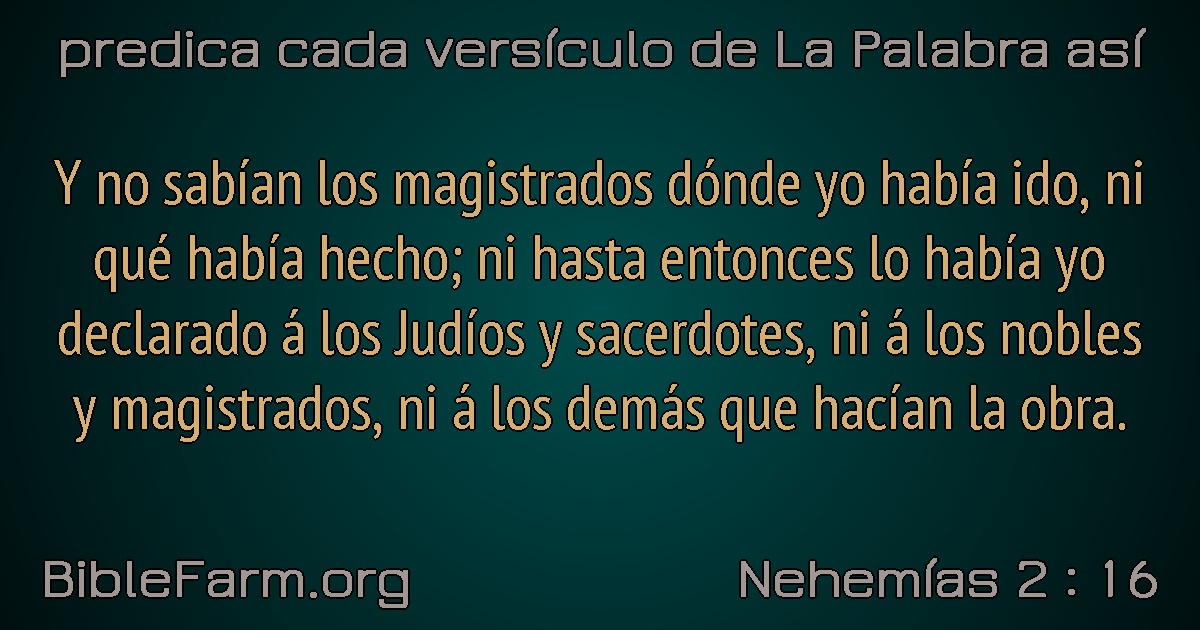 predica cada versículo de La Palabra así
Y no sabían los magistrados dónde yo había ido, ni
qué había hecho; ni hasta entonces lo había yo
declarado á los Judíos y sacerdotes, ni á los nobles
y magistrados, ni á los demás que hacían la obra.
BibleFarm.org
Nehemías 2 : 16